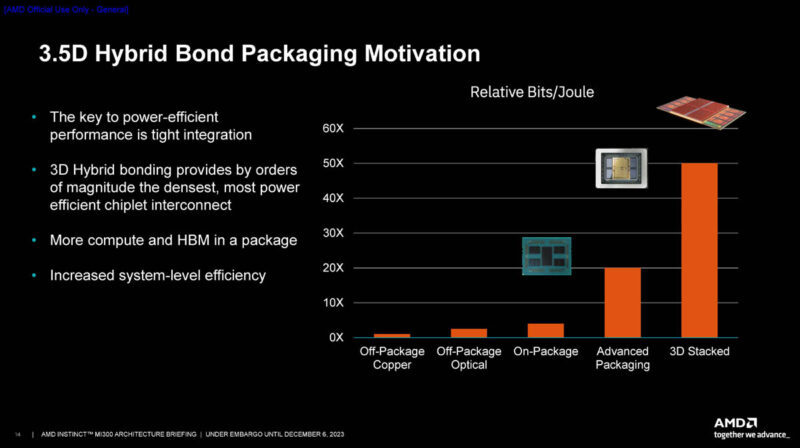 [AMD Official Use Only - General]
3.5D Hybrid Bond Packaging Motivation
• The key to power-efficient
performance is tight integration
• 3D Hybrid bonding provides by orders
of magnitude the densest, most power
efficient chiplet interconnect
• More compute and HBM in a package
• Increased system-level efficiency
Relative Bits/Joule
60X
50X
40X
30X
20X
10X
0X
Off-Package
Copper
Off-Package
Optical
On-Package
Advanced
Packaging
3D Stacked
14 | AMD INSTINCT™ MI300 ARCHITECTURE BRIEFING | UNDER EMBARGO UNTIL DECEMBER 6, 2023
AMD
together we advance_